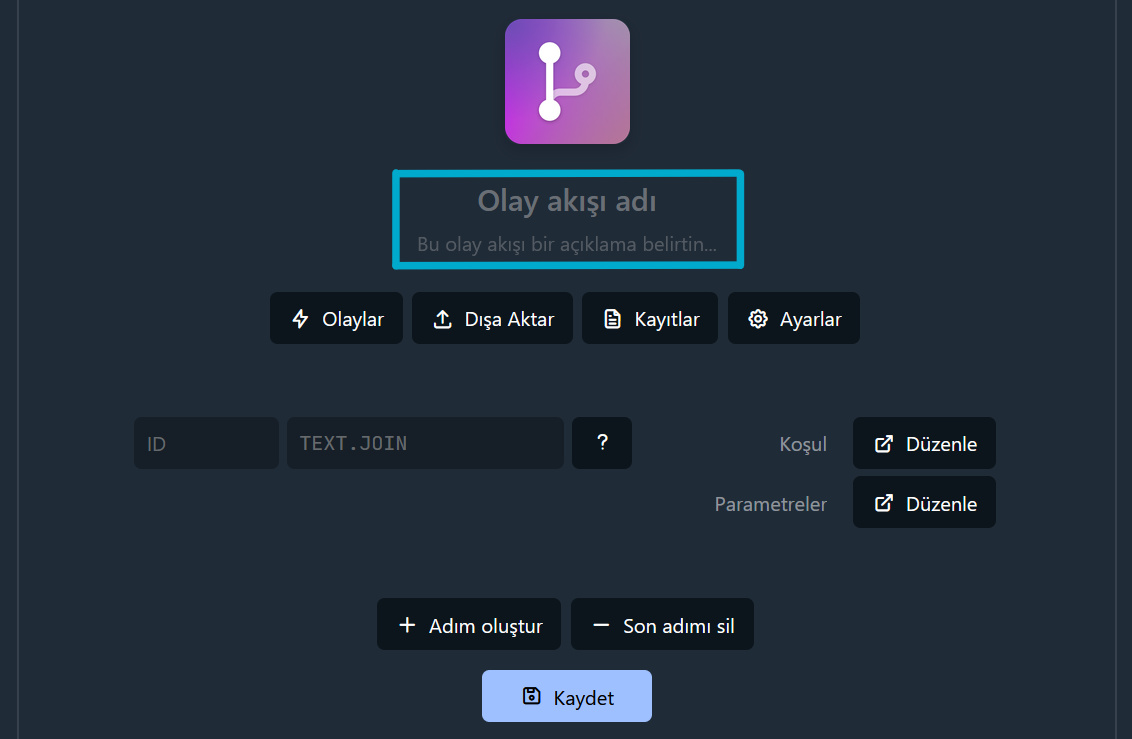 Olay akışı adı
Bu olay akışı bir açıklama belirtin...
Olaylar Dışa Aktar Kayıtlar Ayarlar
ID TEXT.JOIN ? Koşul Düzenle
Parametreler Düzenle
Adım oluştur Son adımı sil
Kaydet